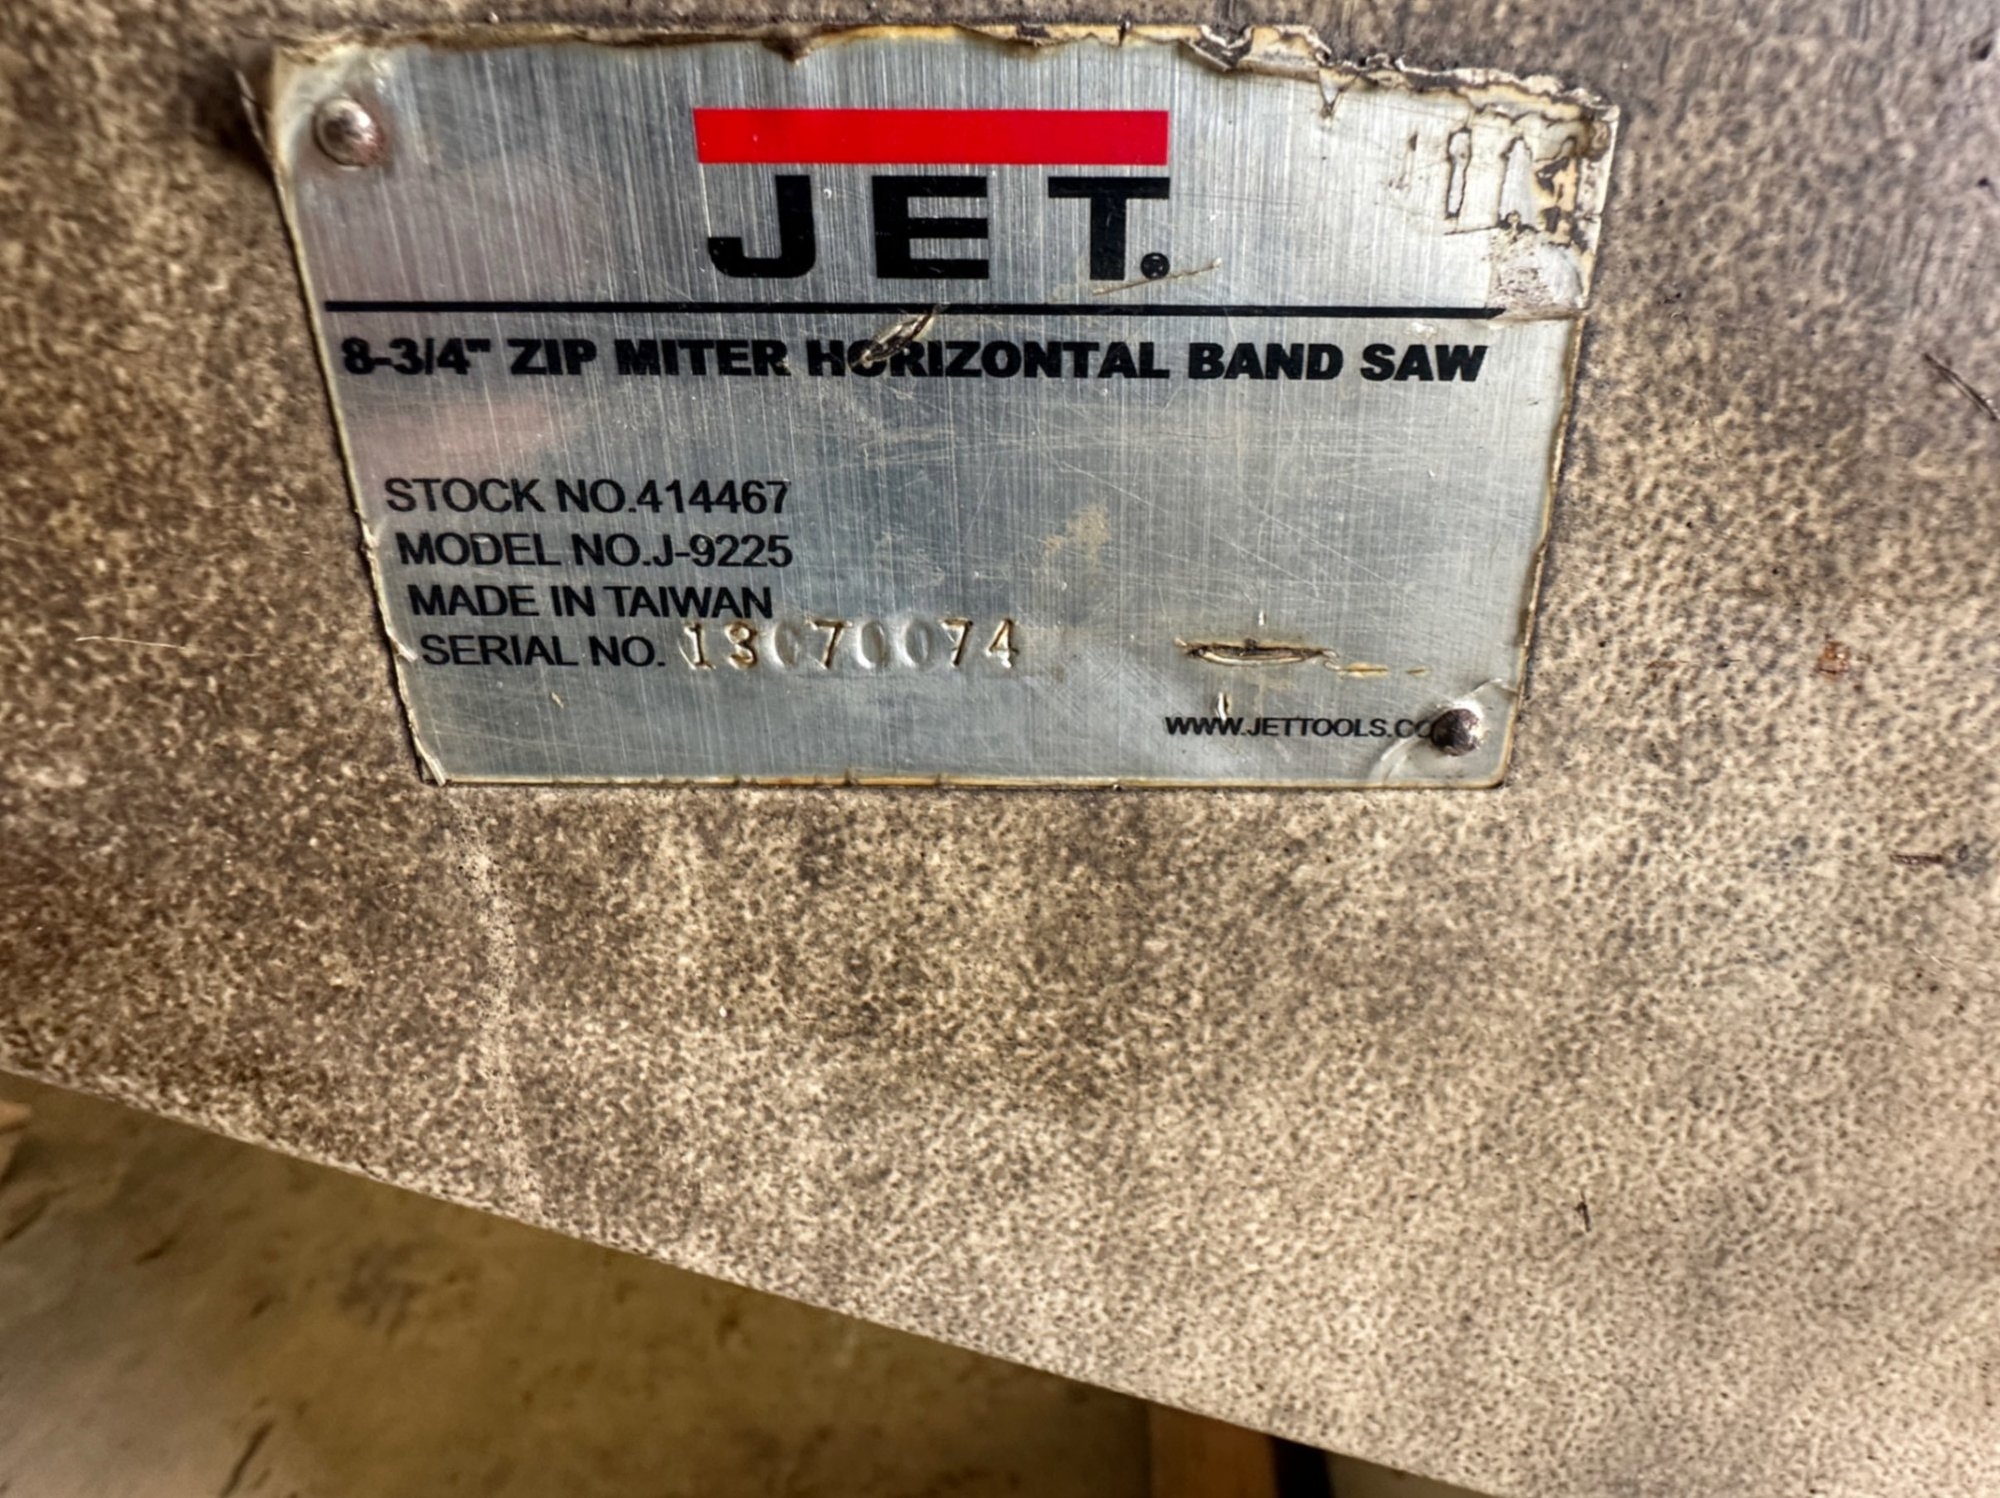 JET®
8-3/4" ZIP MITER HORIZONTAL BAND SAW
STOCK NO.414467
MODEL NO.J-9225
MADE IN TAIWAN
SERIAL NO. 13070074
WWW.JETTOOLS.CO